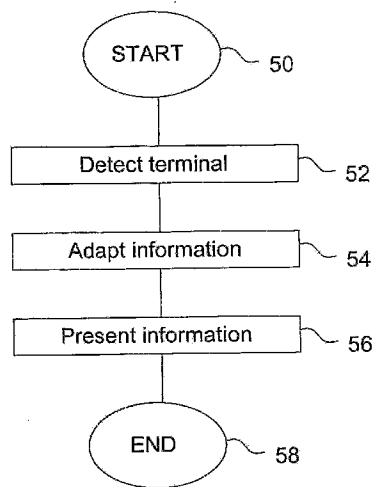 START 50
Detect terminal 52
Adapt information 54
Present information 56
END 58